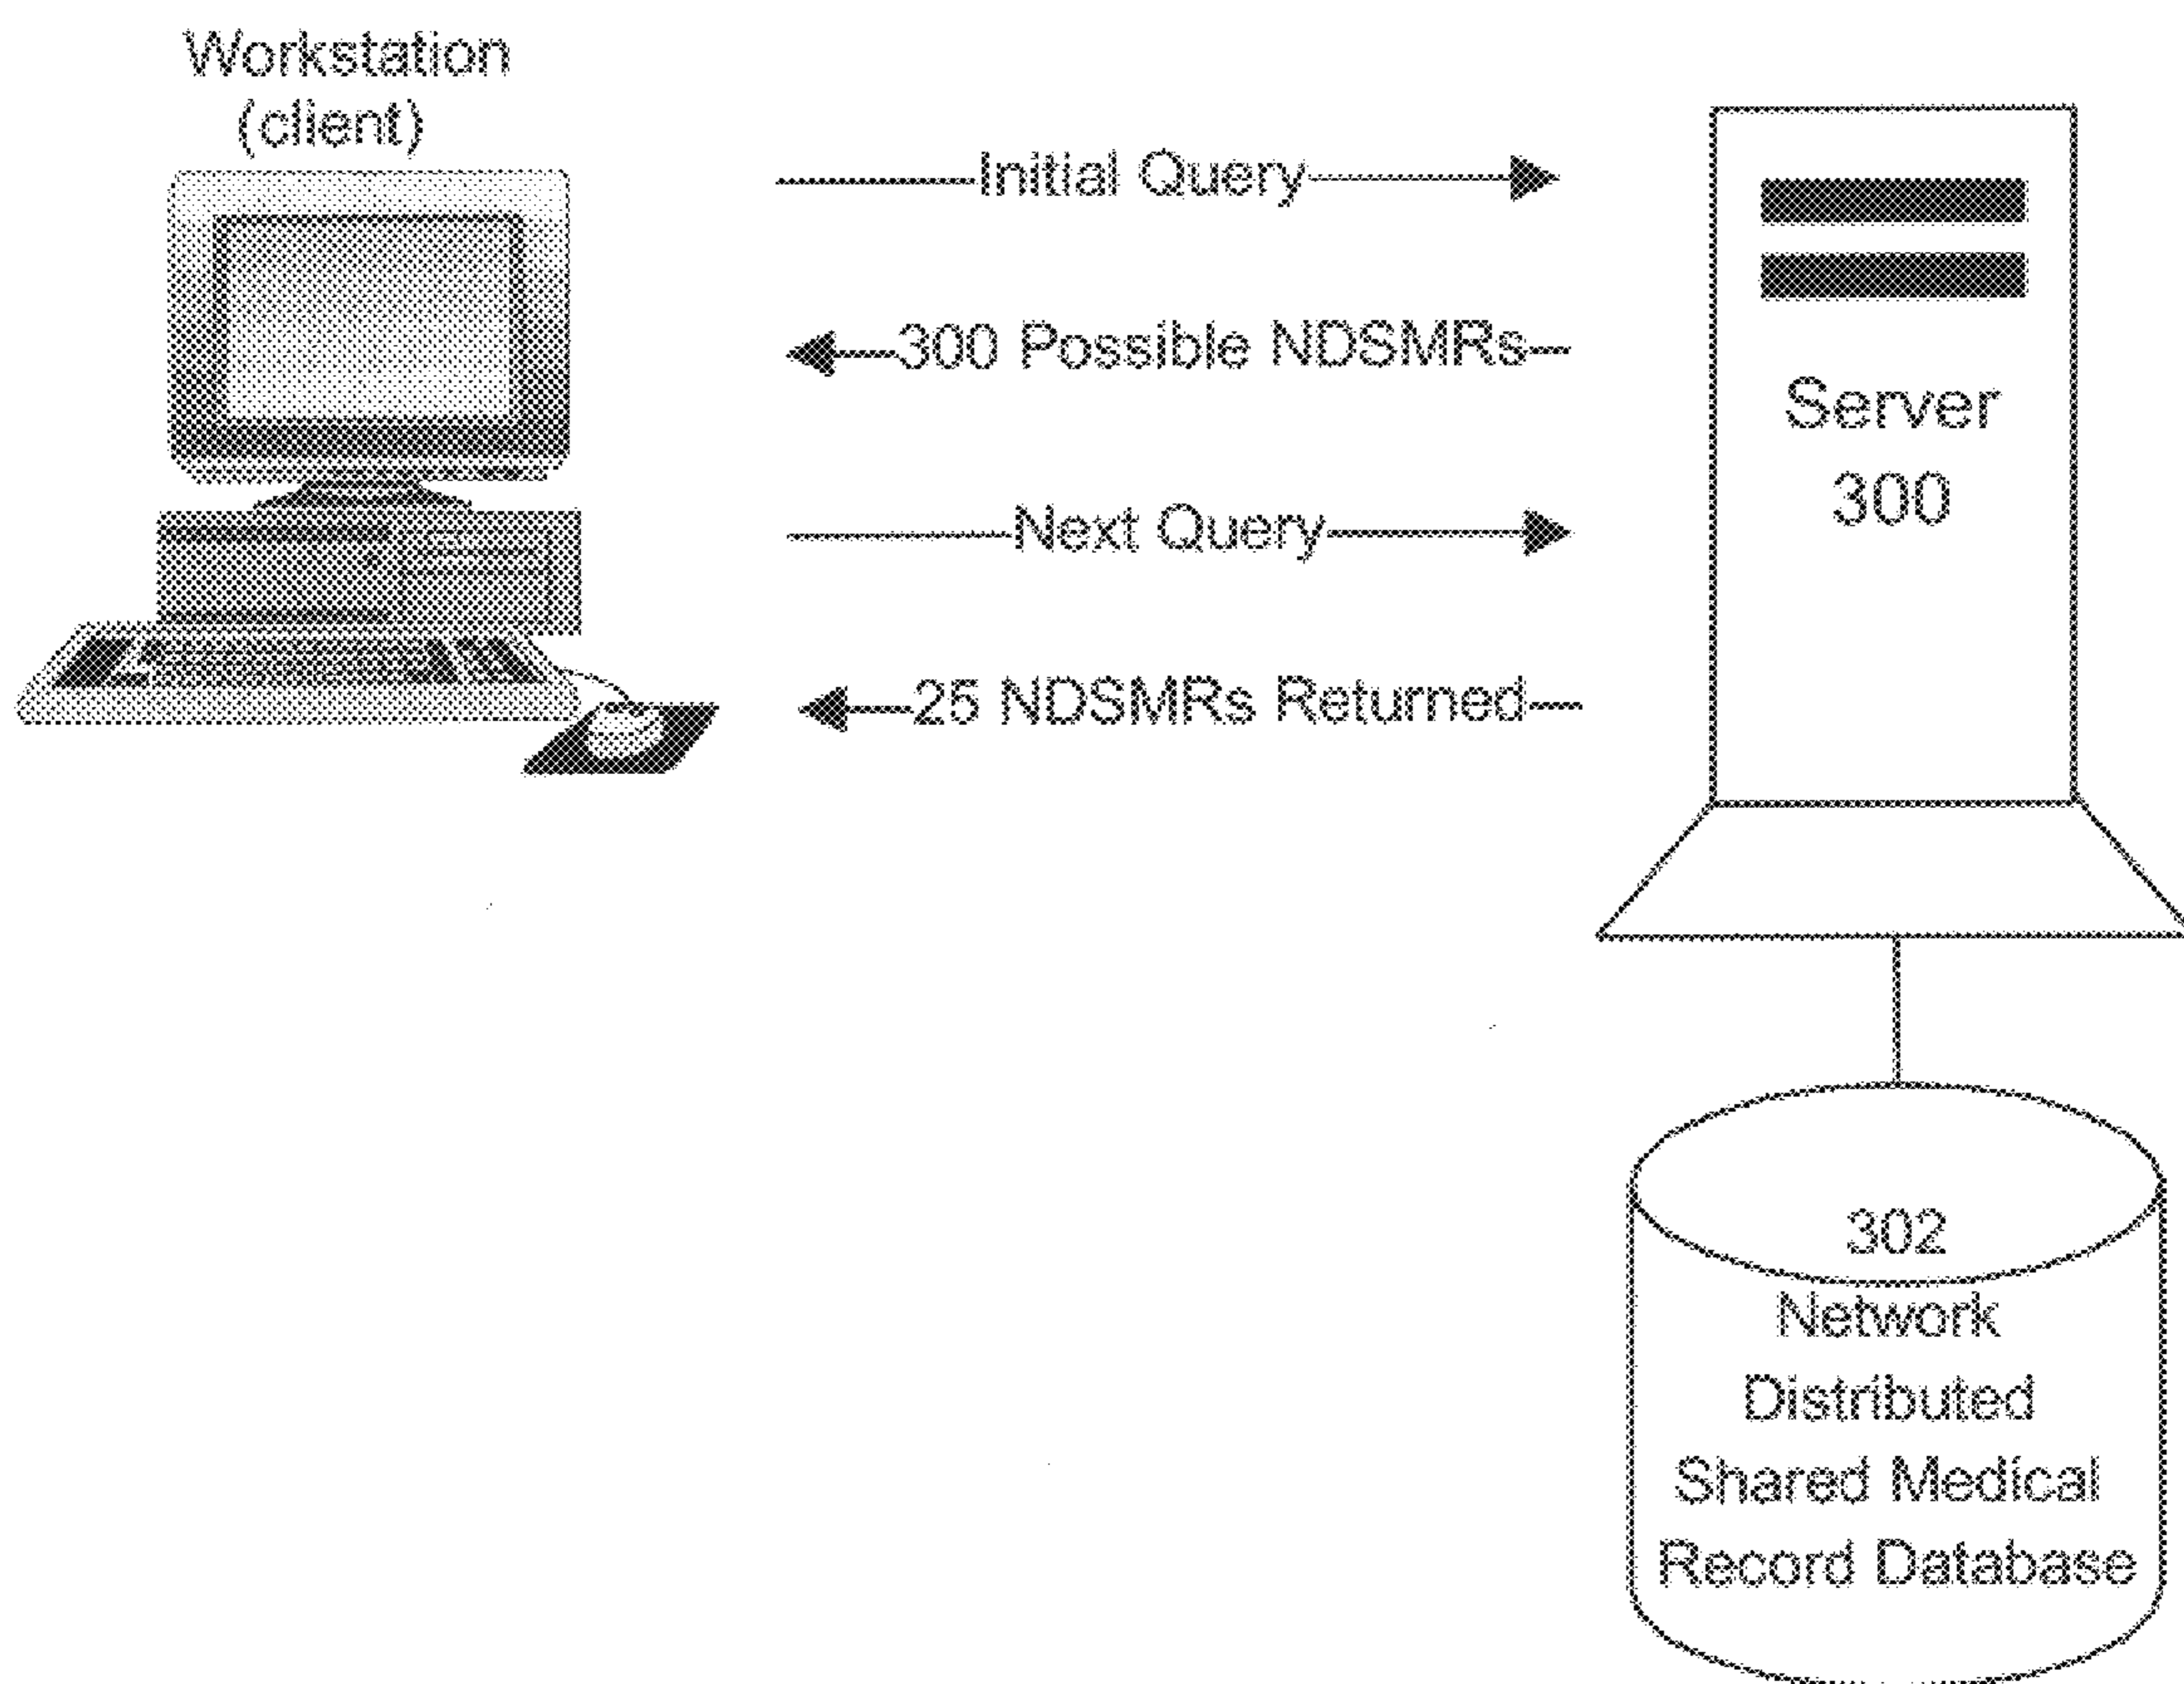 Workstation
(client)
Initial Query
300 Possible NDSMRs
Next Query
25 NDSMRs Returned
Server
300
302
Network
Distributed
Shared Medical
Record Database